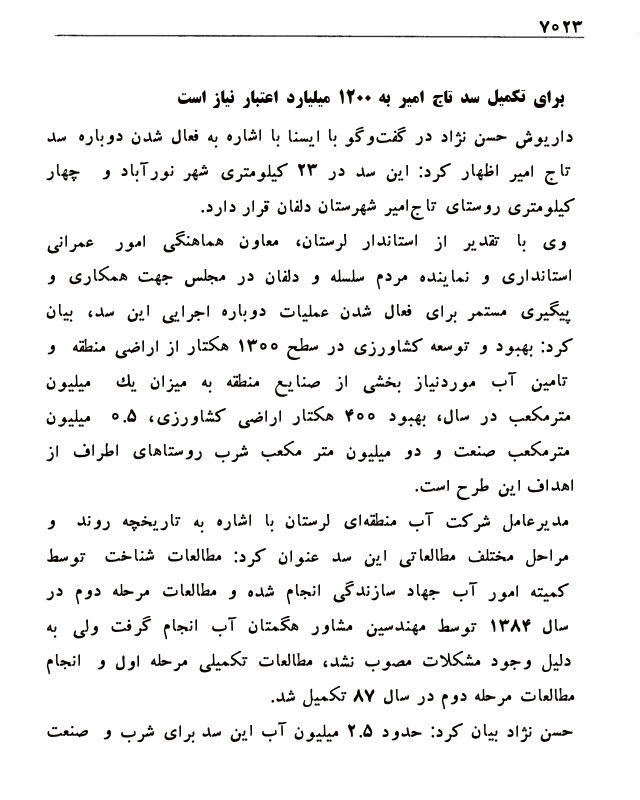 ۷۰۲۳
برای تکمیل سد تاج امیر به ۱۲۰۰ میلیارد اعتبار نیاز است
داریوش حسن نژاد در گفت‌وگو با ایسنا با اشاره به فعال شدن دوباره سد
تاج امیر اظهار کرد: این سد در ۲۳ کیلومتری شهر نورآباد و چهار
کیلومتری روستای تاج‌امیر شهرستان دلفان قرار دارد.
وی با تقدیر از استاندار لرستان، معاون هماهنگی امور عمرانی
استانداری و نماینده مردم سلسله و دلفان در مجلس جهت همکاری و
پیگیری مستمر برای فعال شدن عملیات دوباره اجرایی این سد، بیان
کرد: بهبود و توسعه کشاورزی در سطح ۱۳۰۰ هکتار از اراضی منطقه و
تامین آب موردنیاز بخشی از صنایع منطقه به میزان یك میلیون
مترمکعب در سال، بهبود ۴۰۰ هکتار اراضی کشاورزی، ۰.۵ میلیون
مترمکعب صنعت و دو میلیون متر مکعب شرب روستاهای اطراف از
اهداف این طرح است.
مدیرعامل شرکت آب منطقه‌ای لرستان با اشاره به تاریخچه روند و
مراحل مختلف مطالعاتی این سد عنوان کرد: مطالعات شناخت توسط
کمیته امور آب جهاد سازندگی انجام شده و مطالعات مرحله دوم در
سال ۱۳۸۴ توسط مهندسین مشاور هگمتان آب انجام گرفت ولی به
دلیل وجود مشکلات مصوب نشد، مطالعات تکمیلی مرحله اول و انجام
مطالعات مرحله دوم در سال ۸۷ تکمیل شد.
حسن نژاد بیان کرد: حدود ۲.۵ میلیون آب این سد برای شرب و صنعت